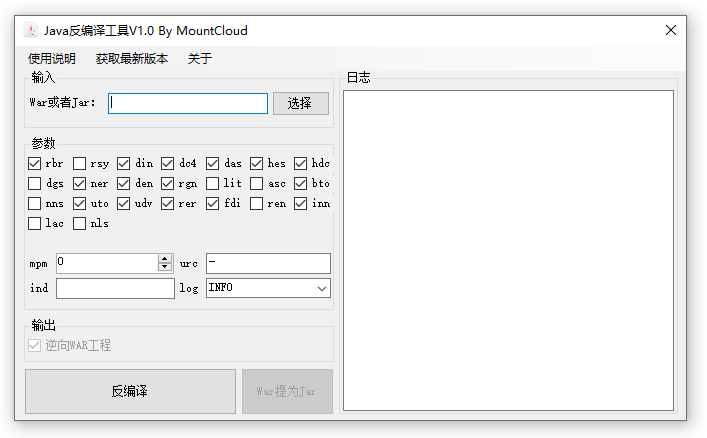 Java反编译工具V1.0 By MountCloud
使用说明 获取最新版本 关于
输入
War或者Jar: 选择
参数
rbr rsy din dc4 das hes hdc
dgs ner den rgn lit asc bto
nns uto udv rer fdi ren inn
lac nls
mpm 0 urc -
ind log INFO
输出
逆向WAR工程
反编译 War提为Jar
日志